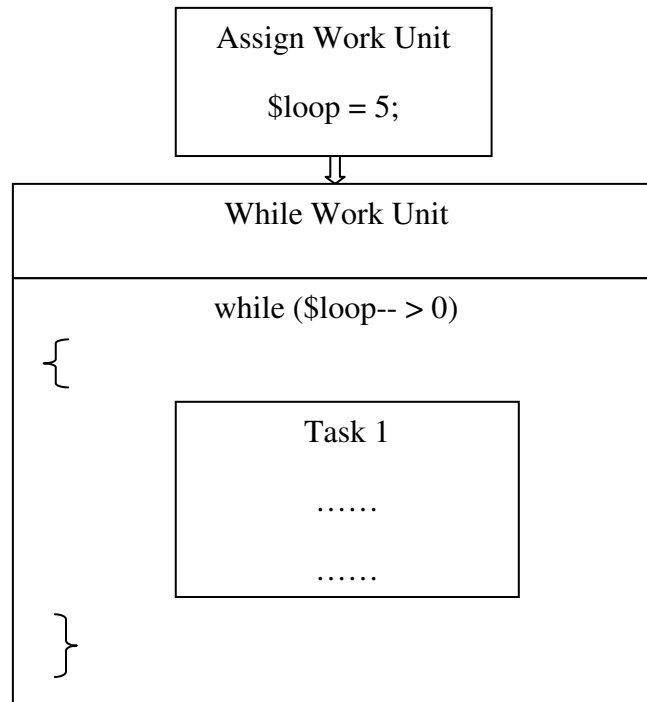 Assign Work Unit
$loop = 5;
While Work Unit
while ($loop-- > 0)
{
Task 1
……
……
}